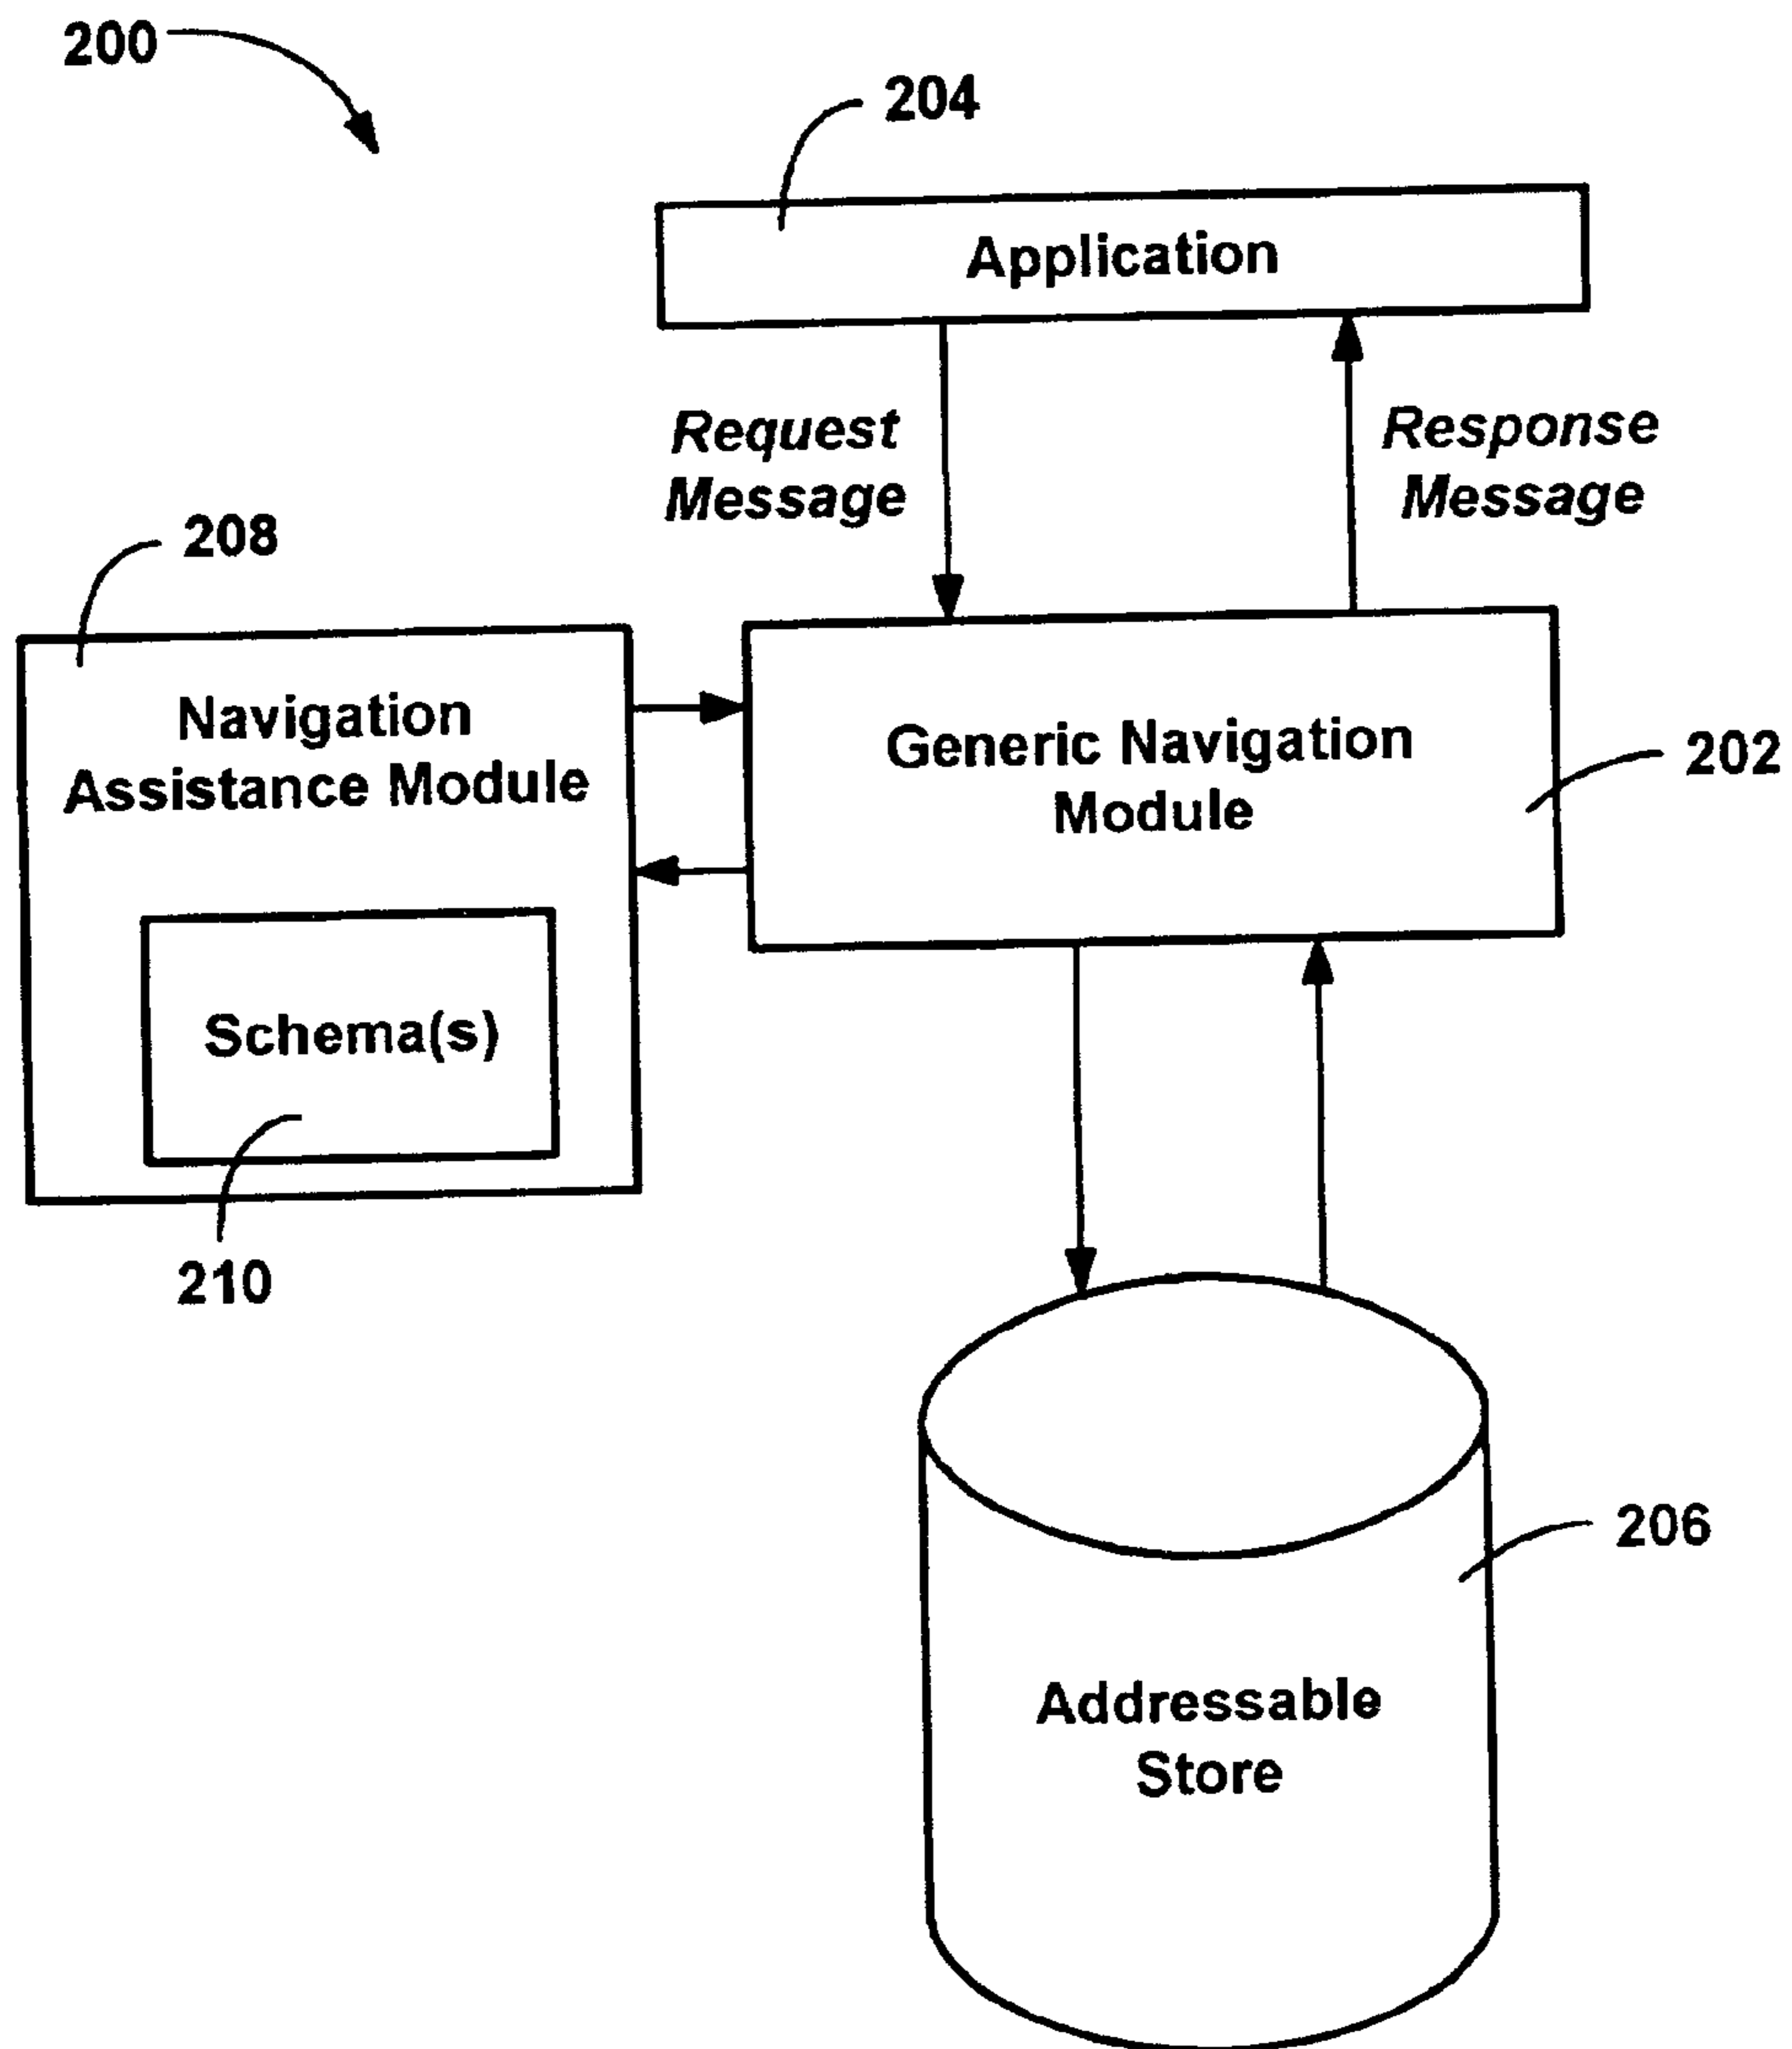 200
204
Application
Request
Message
Response
Message
208
Navigation
Assistance Module
Generic Navigation
Module
202
Schema(s)
210
206
Addressable
Store